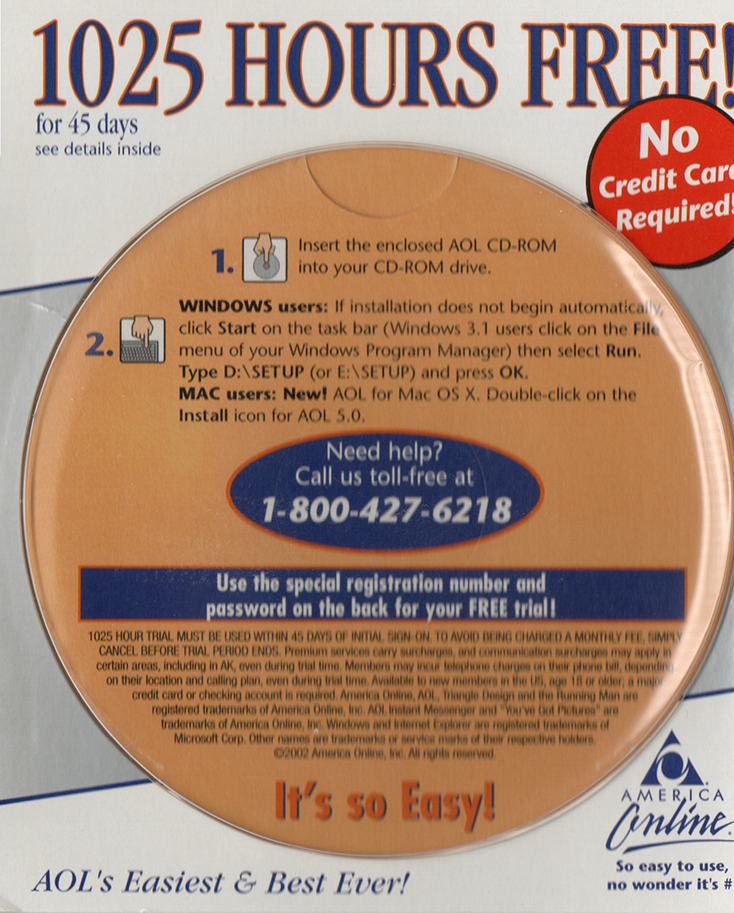 1025 HOURS FREE!
for 45 days
see details inside
No
Credit Card
Required!
1. Insert the enclosed AOL CD-ROM
into your CD-ROM drive.
2. WINDOWS users: If installation does not begin automatically,
click Start on the task bar (Windows 3.1 users click on the File
menu of your Windows Program Manager) then select Run.
Type D:\SETUP (or E:\SETUP) and press OK.
MAC users: New! AOL for Mac OS X. Double-click on the
Install icon for AOL 5.0.
Need help?
Call us toll-free at
1-800-427-6218
Use the special registration number and
password on the back for your FREE trial!
1025 HOUR TRIAL MUST BE USED WITHIN 45 DAYS OF INITIAL SIGN-ON. TO AVOID BEING CHARGED A MONTHLY FEE, SIMPLY
CANCEL BEFORE TRIAL PERIOD ENDS. Premium services carry surcharges, and communication surcharges may apply in
certain areas, including in AK, even during trial time. Members may incur telephone charges on their phone bill, depending
on their location and calling plan, even during trial time. Available to new members in the US, age 18 or older; a major
credit card or checking account is required. America Online, AOL, Triangle Design and the Running Man are
registered trademarks of America Online, Inc. AOL Instant Messenger and "You've Got Pictures" are
trademarks of America Online, Inc. Windows and Internet Explorer are registered trademarks of
Microsoft Corp. Other names are trademarks or service marks of their respective holders.
©2002 America Online, Inc. All rights reserved.
It's so Easy!
AMERICA
Online.
So easy to use,
no wonder it's #
AOL's Easiest & Best Ever!